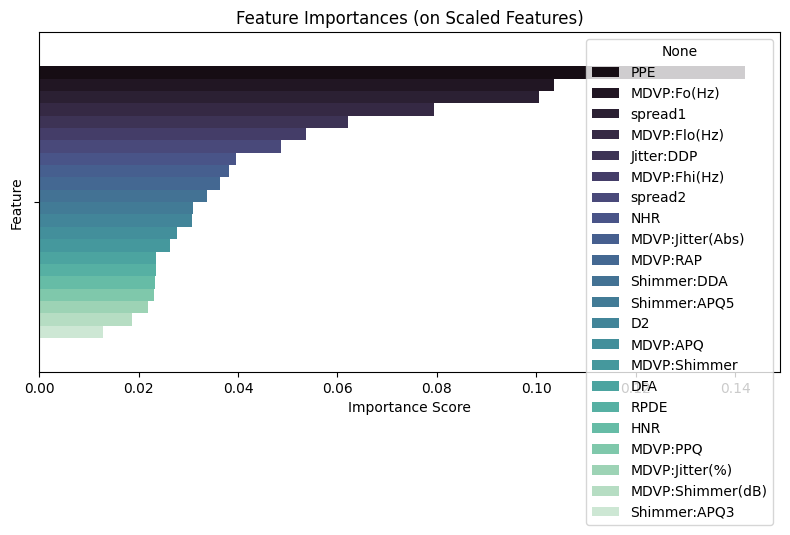 Feature Importances (on Scaled Features)
None
PPE
MDVP:Fo(Hz)
spread1
MDVP:Flo(Hz)
Jitter:DDP
MDVP:Fhi(Hz)
spread2
NHR
MDVP:Jitter(Abs)
MDVP:RAP
Shimmer:DDA
Shimmer:APQ5
D2
MDVP:APQ
MDVP:Shimmer
DFA
RPDE
HNR
MDVP:PPQ
MDVP:Jitter(%)
MDVP:Shimmer(dB)
Shimmer:APQ3
Feature
0.00 0.02 0.04 0.06 0.08 0.10 0.12 0.14
Importance Score